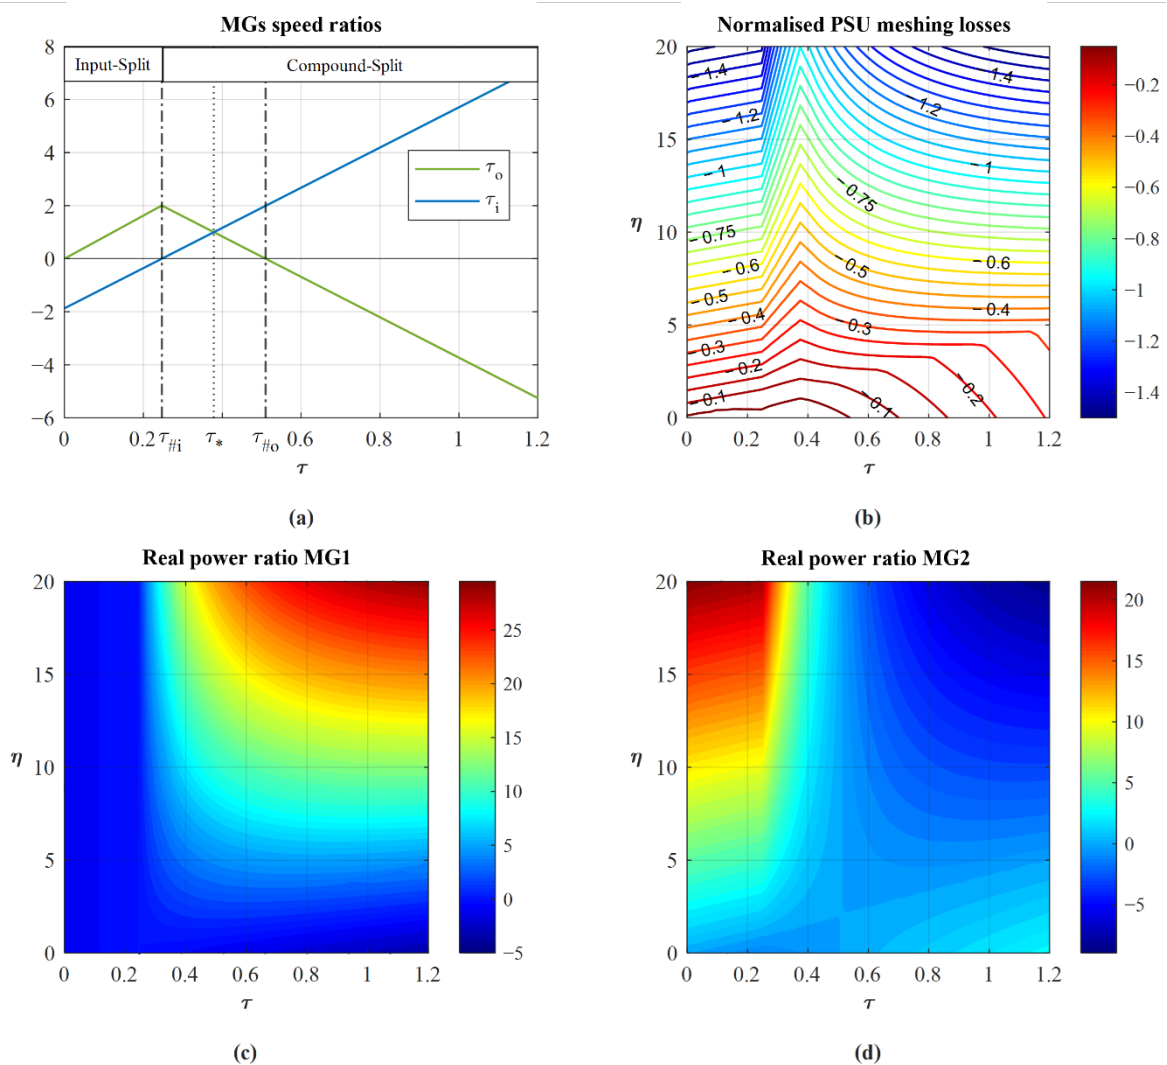 MGs speed ratios
8
6
4
2
0
−2
−4
−6
Input-Split
Compound-Split
τo
τi
0 0.2 τ#i τ* τ#o 0.6 0.8 1 1.2
τ
(a)
Normalised PSU meshing losses
20
15
10
5
0
η
−1.4
1.4
−1.2
1.2
−1
−1
−0.75
−0.75
−0.6
−0.6
−0.5
−0.5
−0.4
−0.4
−0.3
−0.3
−0.2
−0.2
−0.1
−0.1
0 0.2 0.4 0.6 0.8 1 1.2
τ
−0.2
−0.4
−0.6
−0.8
−1
−1.2
−1.4
(b)
Real power ratio MG1
20
15
10
5
0
η
0 0.2 0.4 0.6 0.8 1 1.2
τ
25
20
15
10
5
0
−5
(c)
Real power ratio MG2
20
15
10
5
0
η
0 0.2 0.4 0.6 0.8 1 1.2
τ
20
15
10
5
0
−5
(d)